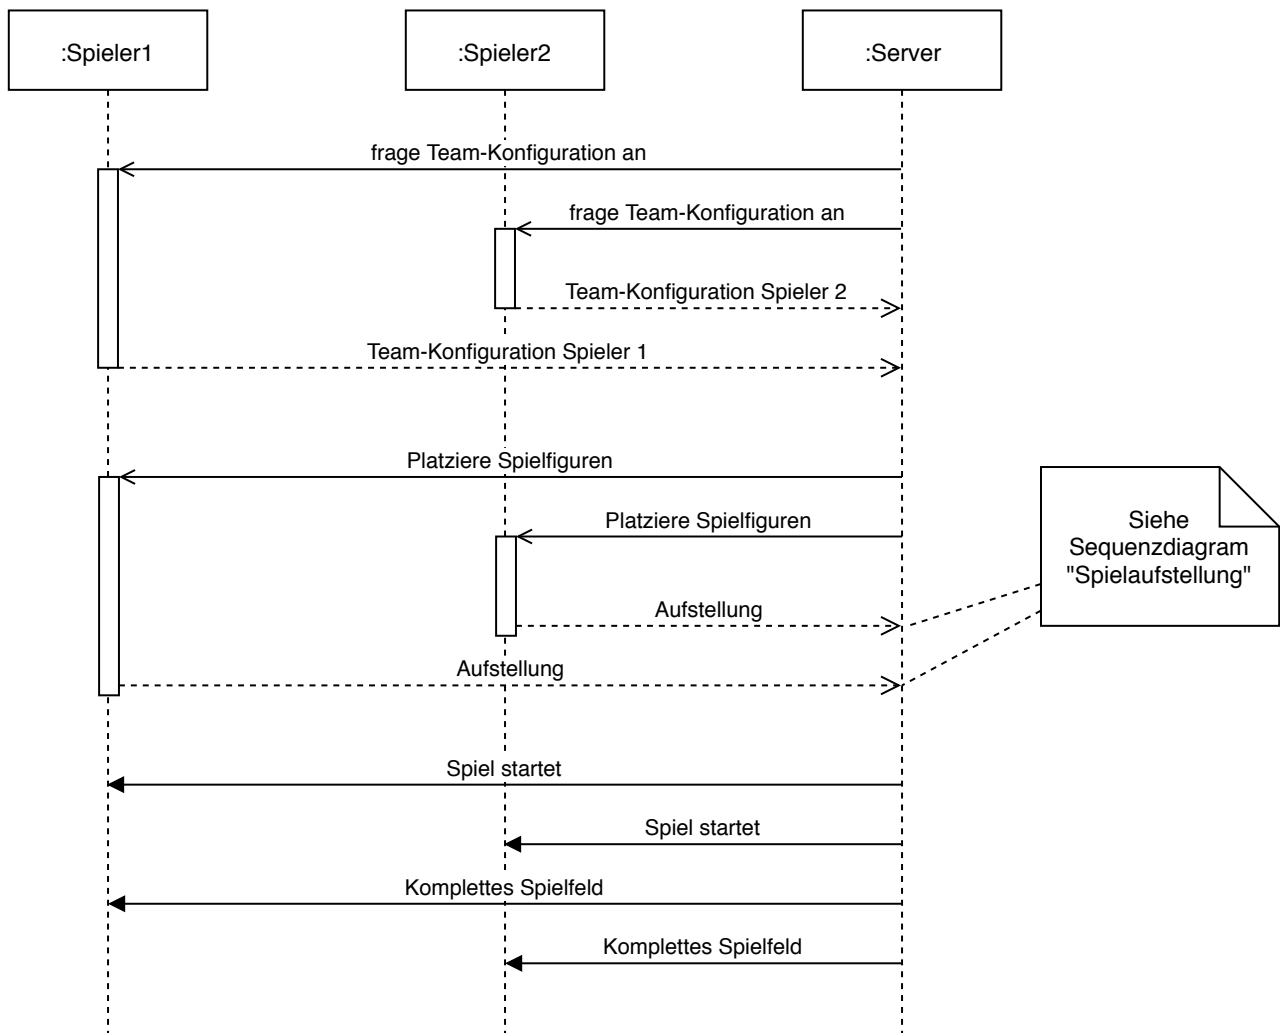 :Spieler1
:Spieler2
:Server
frage Team-Konfiguration an
frage Team-Konfiguration an
Team-Konfiguration Spieler 2
Team-Konfiguration Spieler 1
Platziere Spielfiguren
Platziere Spielfiguren
Siehe
Sequenzdiagram
"Spielaufstellung"
Aufstellung
Aufstellung
Spiel startet
Spiel startet
Komplettes Spielfeld
Komplettes Spielfeld